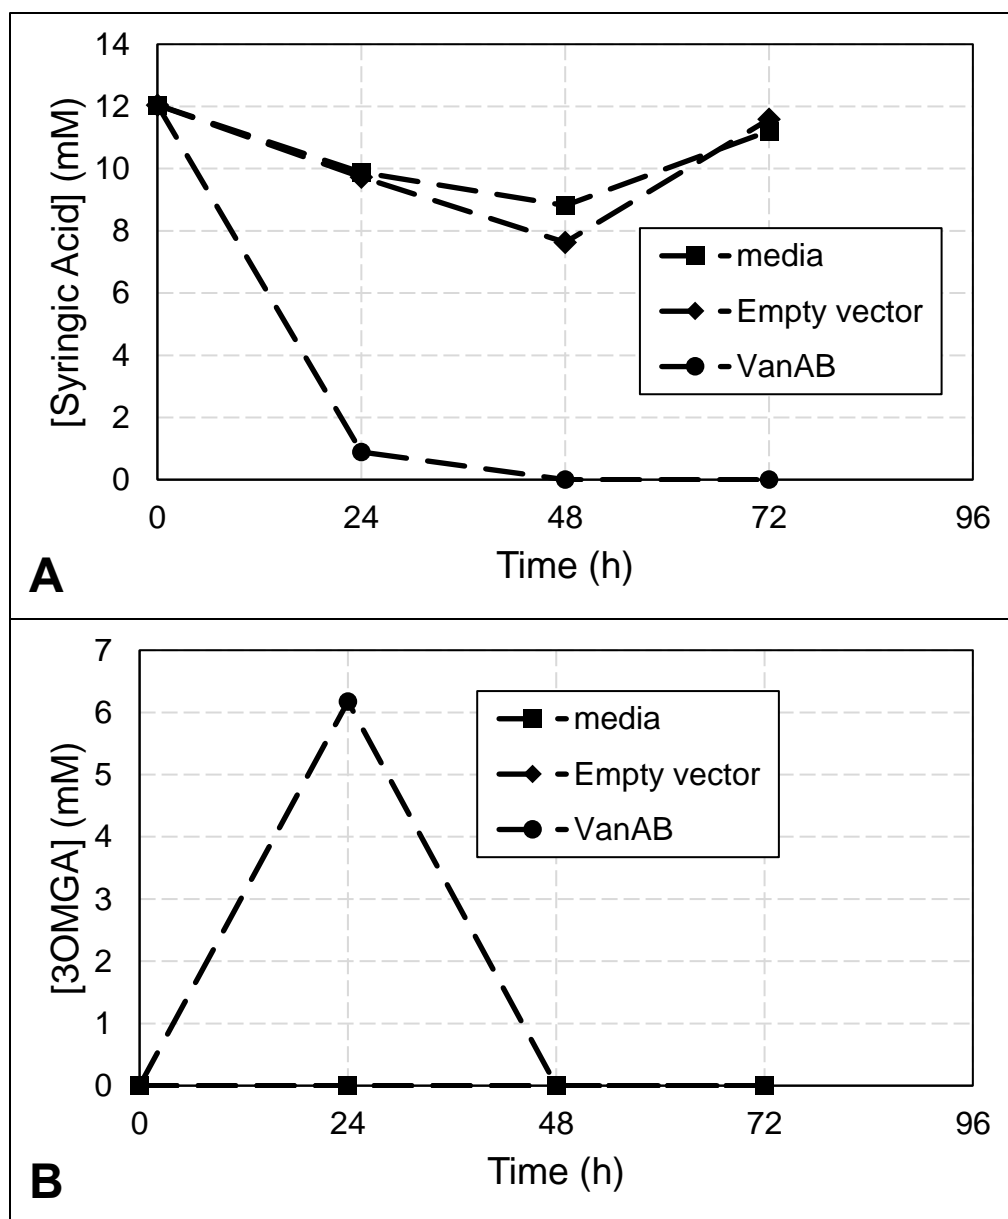 14
12
10
8
6
4
2
0
[Syringic Acid] (mM)
media
Empty vector
VanAB
0 24 48 72 96
Time (h)
A
7
6
5
4
3
2
1
0
[3OMGA] (mM)
media
Empty vector
VanAB
0 24 48 72 96
Time (h)
B